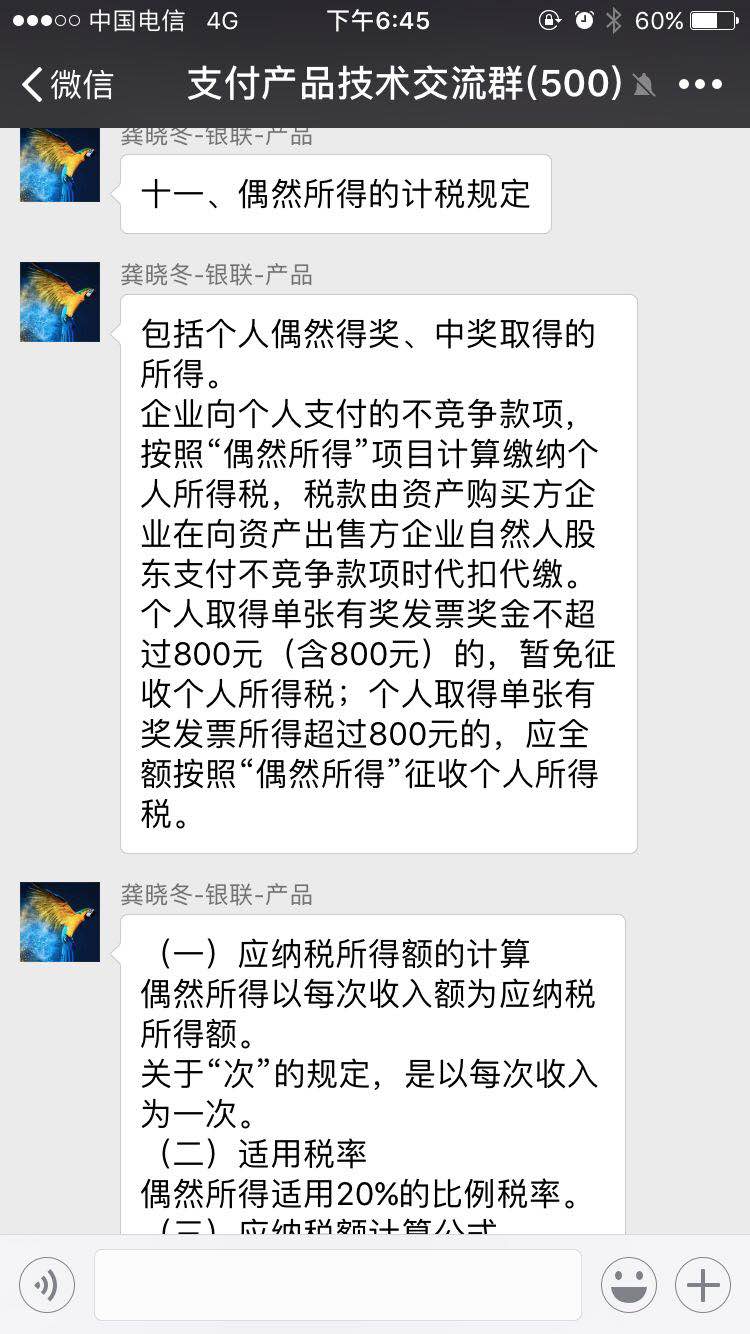 中国电信 4G 下午6:45 60%
微信 支付产品技术交流群(500)
龚晓冬-银联-产品
十一、偶然所得的计税规定
龚晓冬-银联-产品
包括个人偶然得奖、中奖取得的
所得。
企业向个人支付的不竞争款项，
按照“偶然所得”项目计算缴纳个
人所得税，税款由资产购买方企
业在向资产出售方企业自然人股
东支付不竞争款项时代扣代缴。
个人取得单张有奖发票奖金不超
过800元（含800元）的，暂免征
收个人所得税；个人取得单张有
奖发票所得超过800元的，应全
额按照“偶然所得”征收个人所得
税。
龚晓冬-银联-产品
（一）应纳税所得额的计算
偶然所得以每次收入额为应纳税
所得额。
关于“次”的规定，是以每次收入
为一次。
（二）适用税率
偶然所得适用20%的比例税率。
（三）应纳税额计算公式